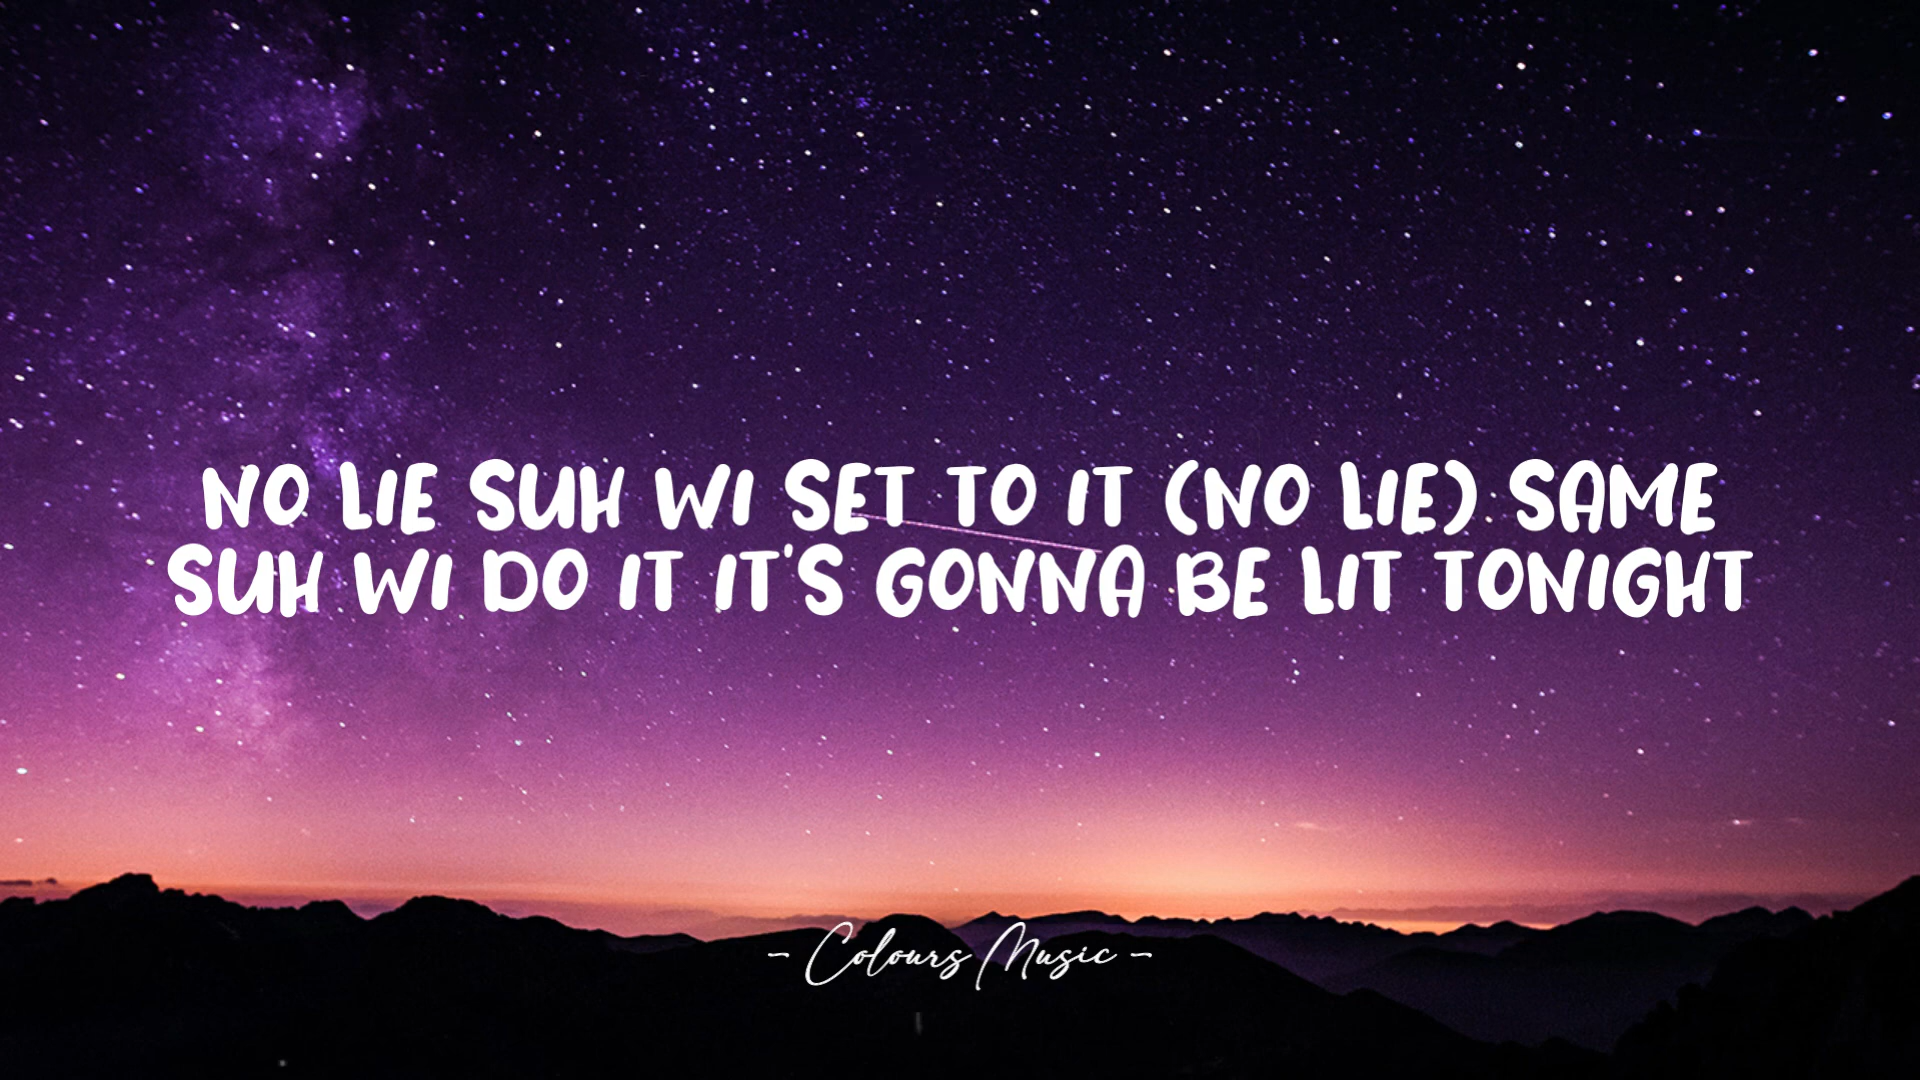 NO LIE SUH WI SET TO IT (NO LIE) SAME
SUH WI DO IT IT'S GONNA BE LIT TONIGHT
- Colours Music -